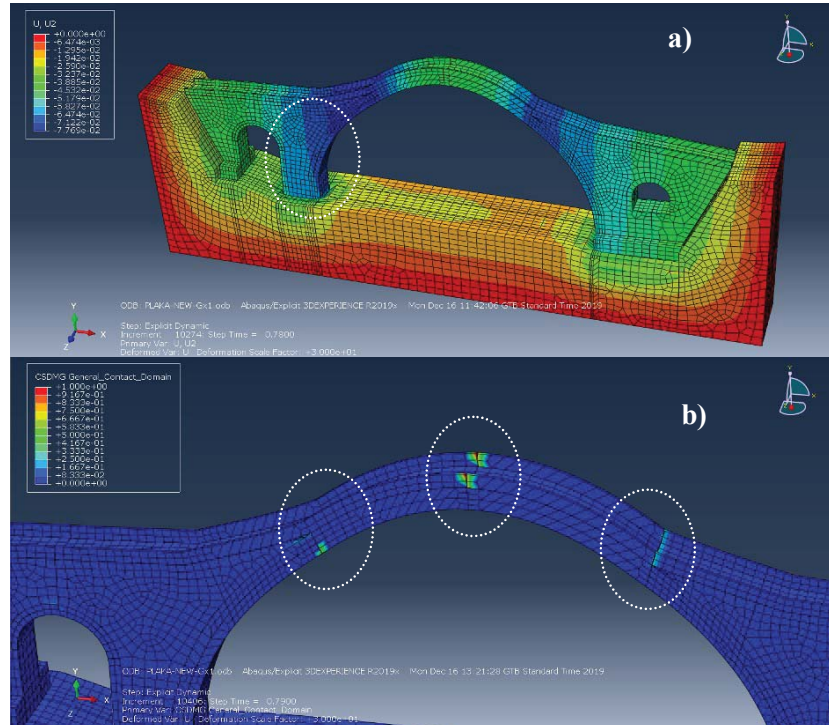 U, U2
+0.000e+00
-6.474e-03
-1.295e-02
-1.942e-02
-2.590e-02
-3.237e-02
-3.885e-02
-4.532e-02
-5.179e-02
-5.827e-02
-6.474e-02
-7.122e-02
-7.769e-02
a)
Y
X
Y
X
Z
ODB: PLAKA-NEW-Gx1.odb Abaqus/Explicit 3DEXPERIENCE R2019x Mon Dec 16 11:42:06 GTB Standard Time 2019
Step: Explicit Dynamic
Increment 10274: Step Time = 0.7800
Primary Var: U, U2
Deformed Var: U Deformation Scale Factor: +3.000e+01
CSDMG General_Contact_Domain
+1.000e+00
+9.167e-01
+8.333e-01
+7.500e-01
+6.667e-01
+5.833e-01
+5.000e-01
+4.167e-01
+3.333e-01
+2.500e-01
+1.667e-01
+8.333e-02
+0.000e+00
b)
Y
X
Z
Y
X
Z
ODB: PLAKA-NEW-Gx1.odb Abaqus/Explicit 3DEXPERIENCE R2019x Mon Dec 16 13:21:28 GTB Standard Time 2019
Step: Explicit Dynamic
Increment 10406: Step Time = 0.7900
Primary Var: CSDMG General_Contact_Domain
Deformed Var: U Deformation Scale Factor: +3.000e+01